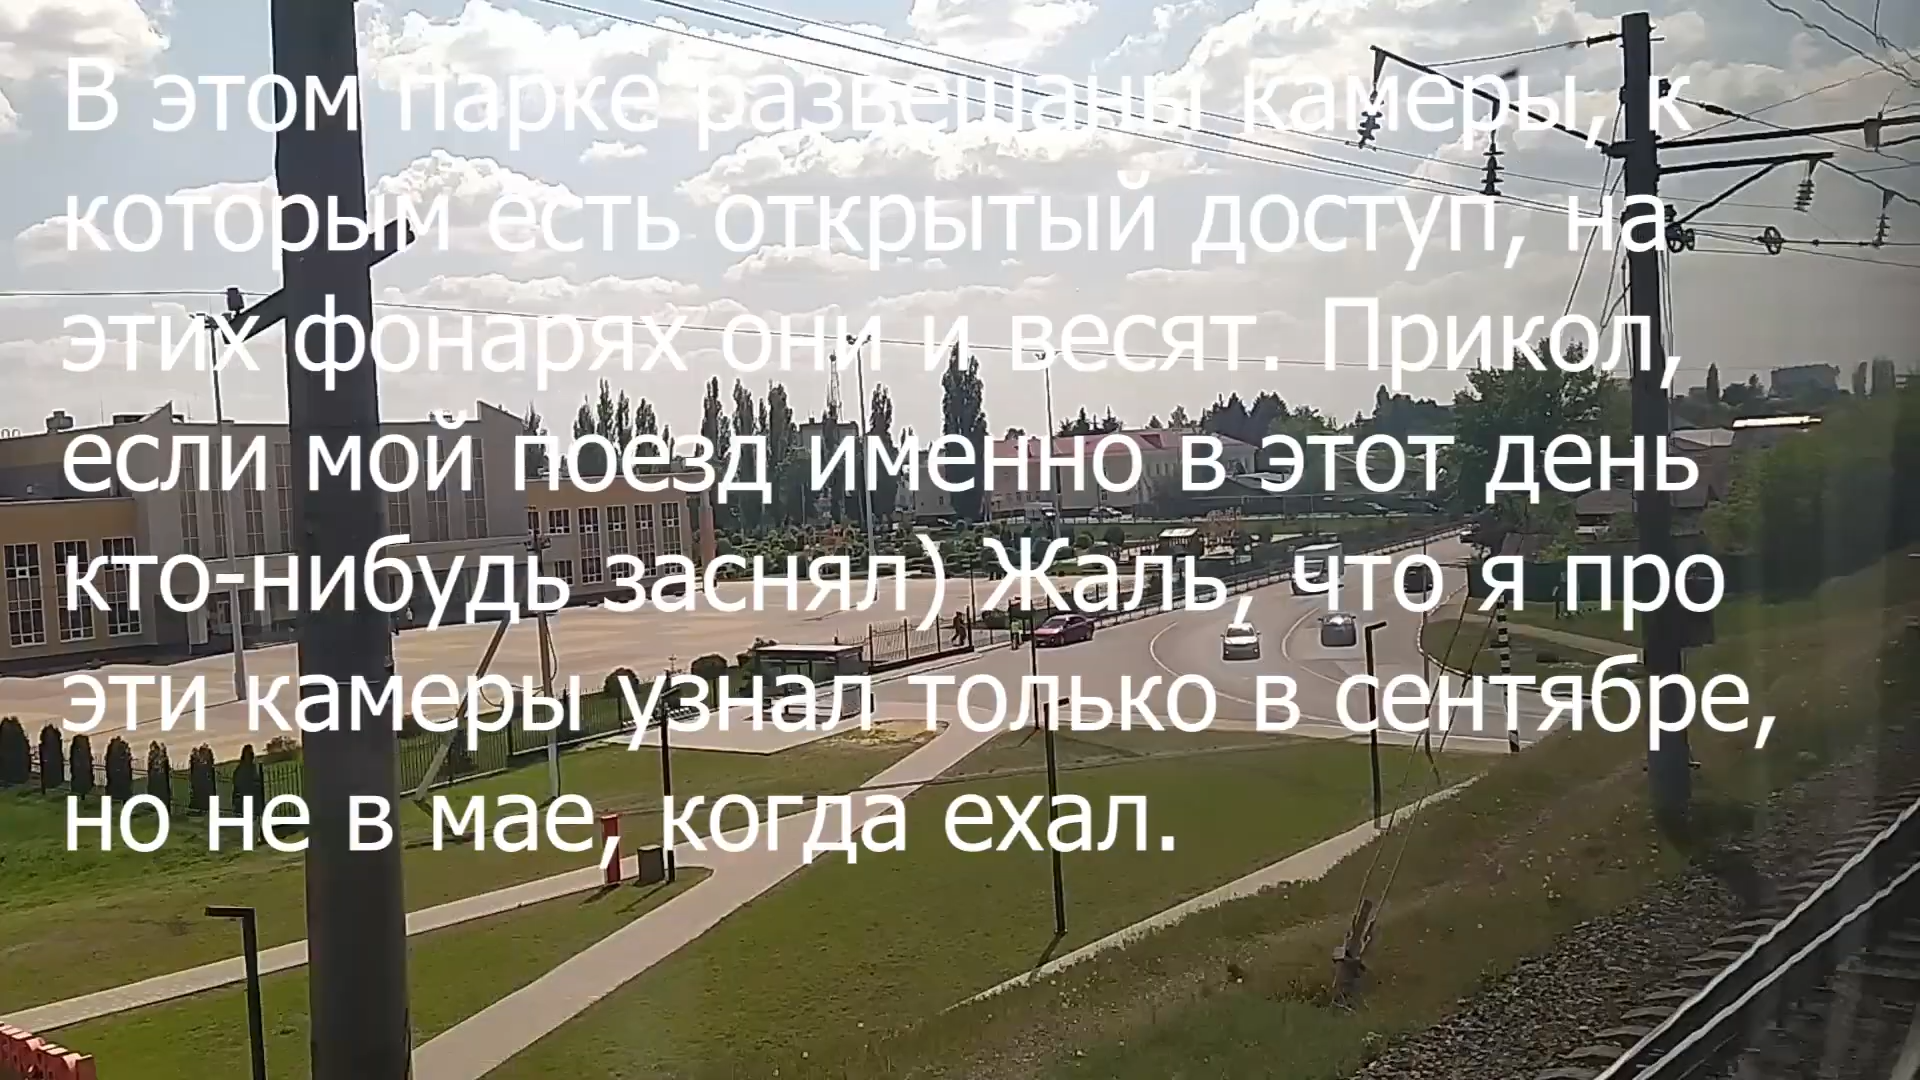 В этом парке развешаны камеры, к
которым есть открытый доступ, на
этих фонарях они и весят. Прикол,
если мой поезд именно в этот день
кто-нибудь заснял) Жаль, что я про
эти камеры узнал только в сентябре,
но не в мае, когда ехал.